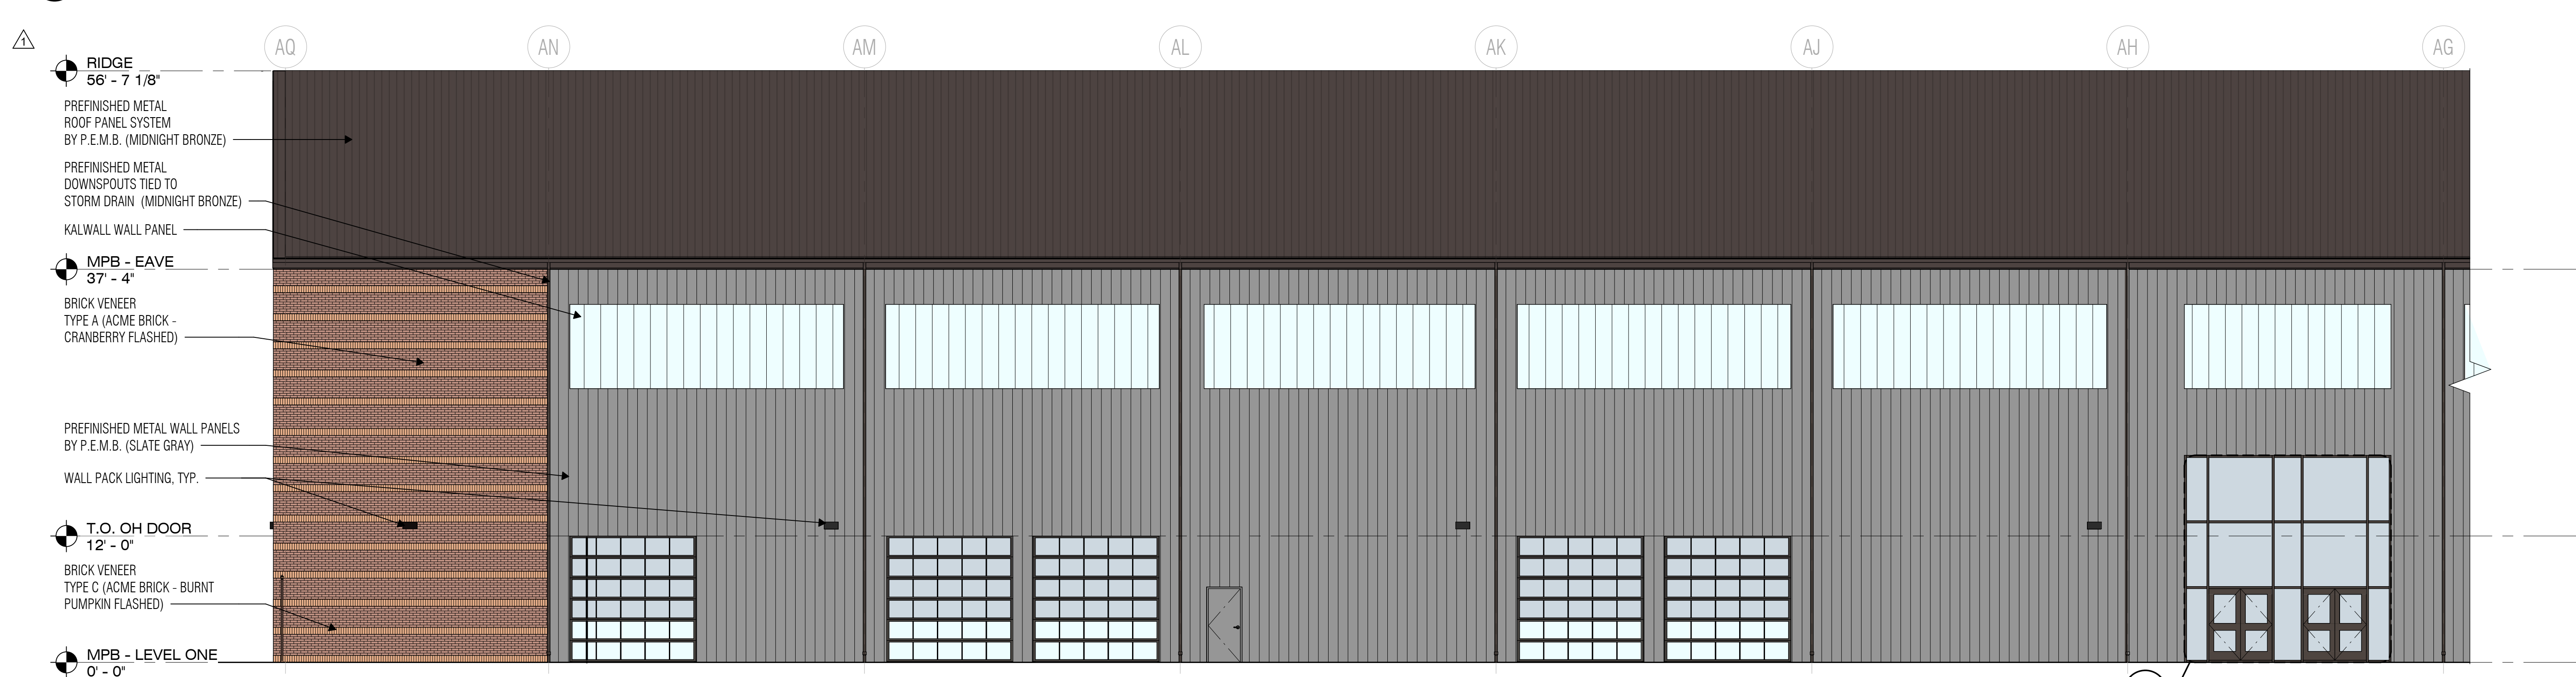 AQ AN AM AL AK AJ AH AG
1
RIDGE
56' - 7 1/8"
PREFINISHED METAL
ROOF PANEL SYSTEM
BY P.E.M.B. (MIDNIGHT BRONZE)
PREFINISHED METAL
DOWNSPOUTS TIED TO
STORM DRAIN (MIDNIGHT BRONZE)
KALWALL WALL PANEL
MPB - EAVE
37' - 4"
BRICK VENEER
TYPE A (ACME BRICK -
CRANBERRY FLASHED)
PREFINISHED METAL WALL PANELS
BY P.E.M.B. (SLATE GRAY)
WALL PACK LIGHTING, TYP.
T.O. OH DOOR
12' - 0"
BRICK VENEER
TYPE C (ACME BRICK - BURNT
PUMPKIN FLASHED)
MPB - LEVEL ONE
0' - 0"